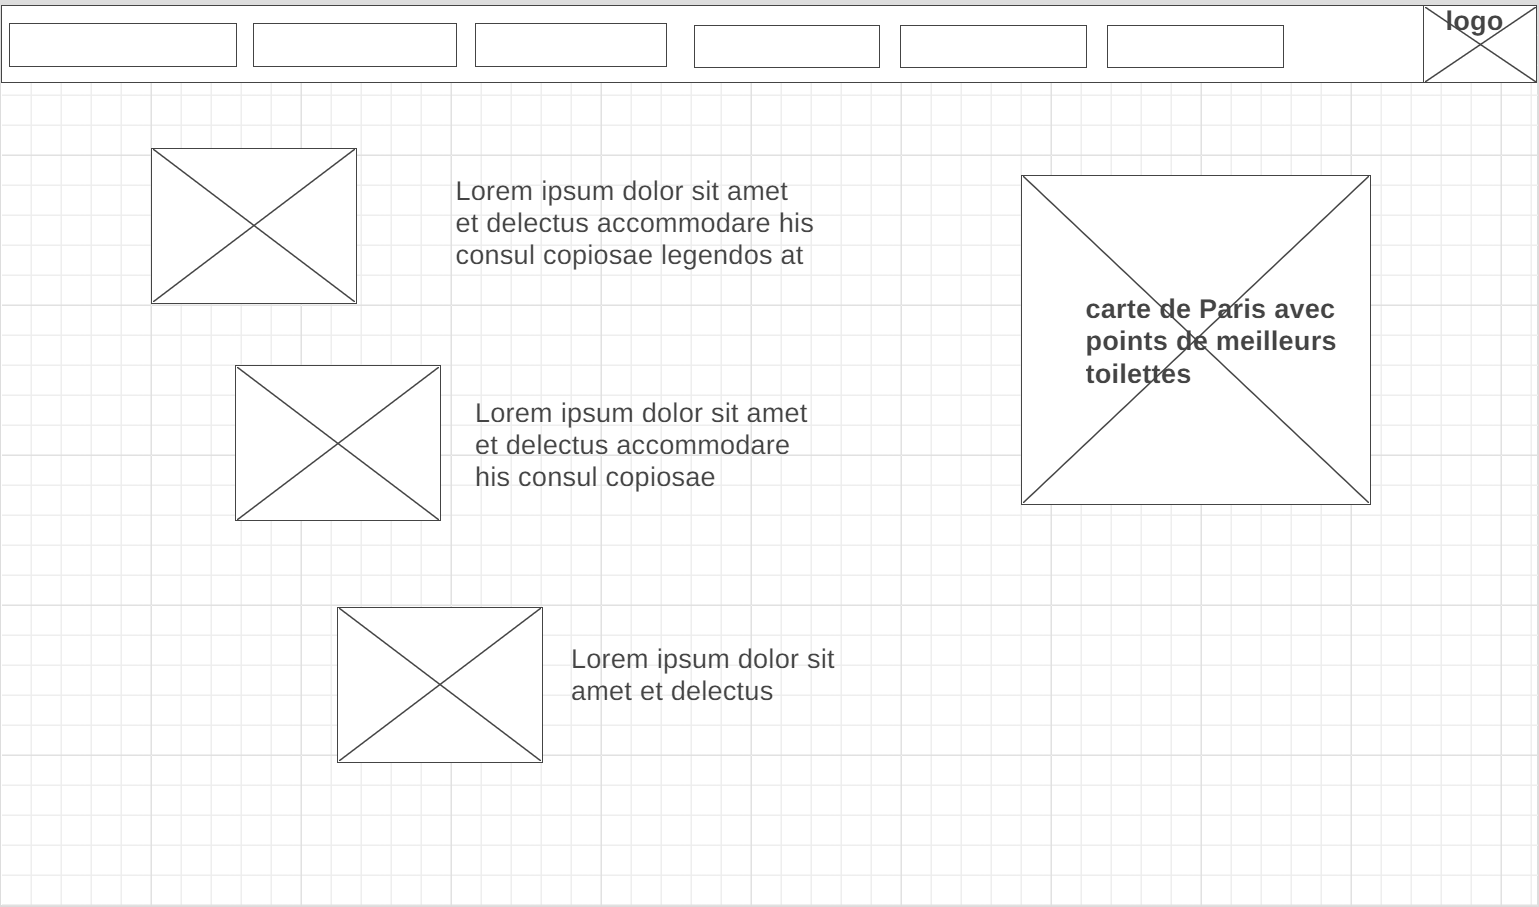 logo
Lorem ipsum dolor sit amet
et delectus accommodare his
consul copiosae legendos at
carte de Paris avec
points de meilleurs
toilettes
Lorem ipsum dolor sit amet
et delectus accommodare
his consul copiosae
Lorem ipsum dolor sit
amet et delectus